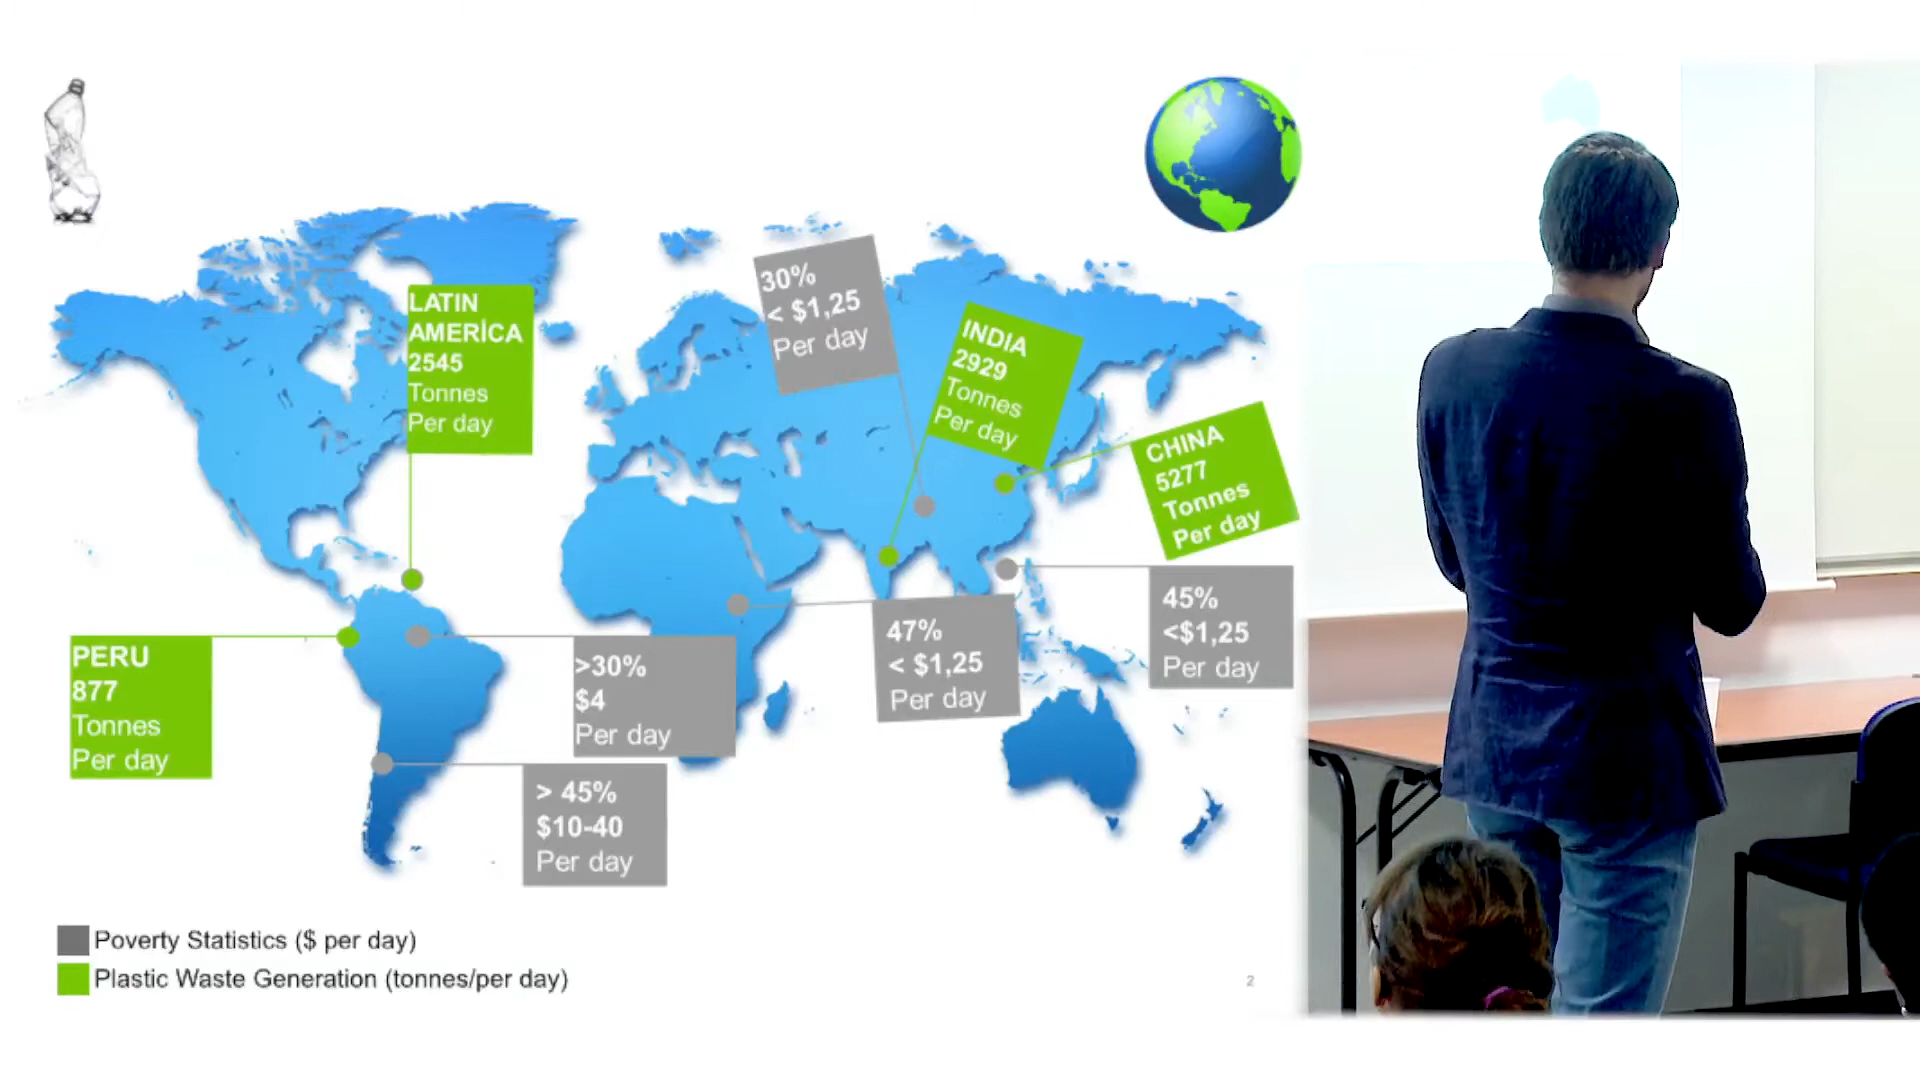 30%
< $1,25
Per day
LATIN
AMERİCA
2545
Tonnes
Per day
INDIA
2929
Tonnes
Per day
CHINA
5277
Tonnes
Per day
45%
<$1,25
Per day
47%
< $1,25
Per day
PERU
877
Tonnes
Per day
>30%
$4
Per day
> 45%
$10-40
Per day
Poverty Statistics ($ per day)
Plastic Waste Generation (tonnes/per day)
2